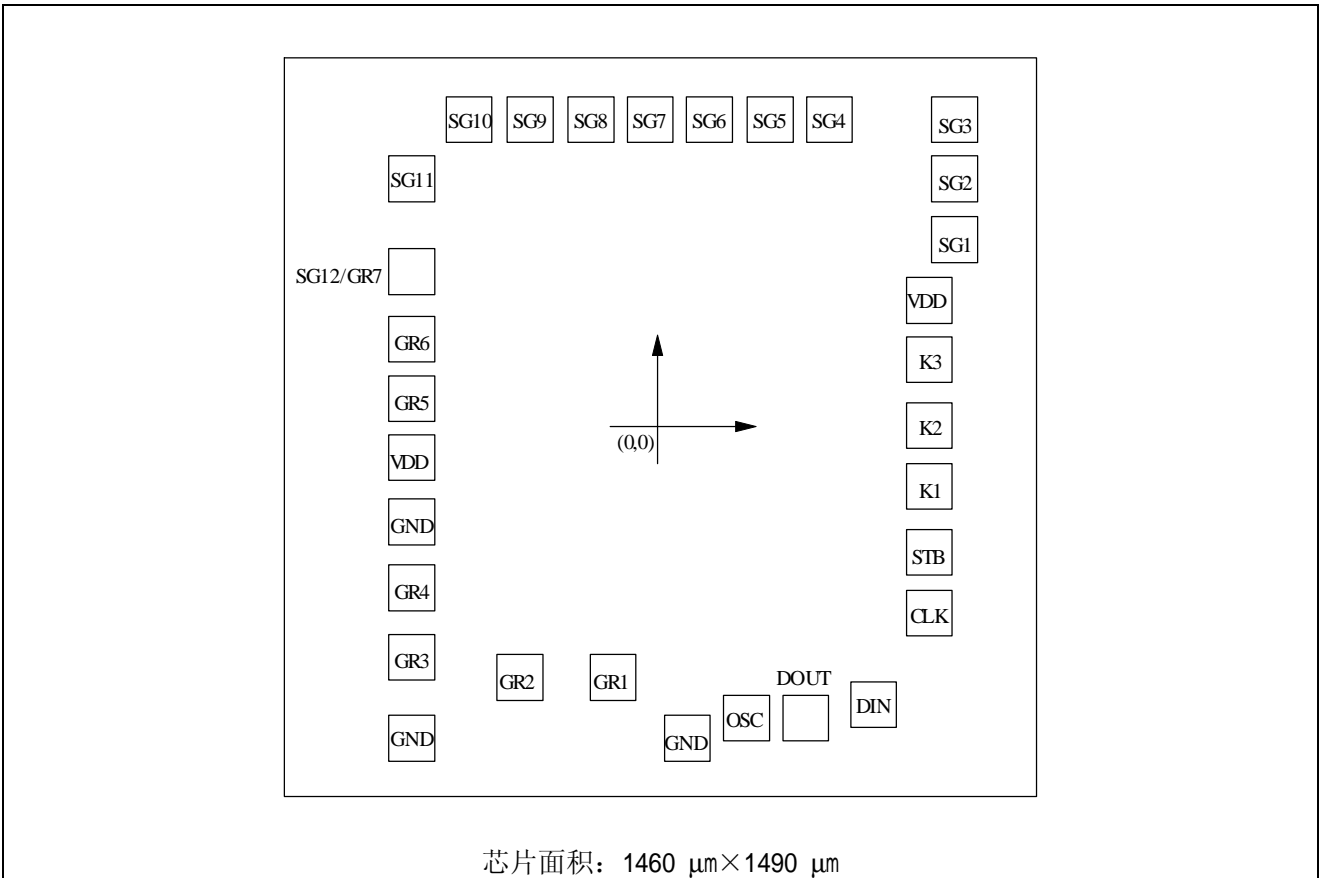 SG10 SG9 SG8 SG7 SG6 SG5 SG4 SG3
SG11 SG2
SG1
SG12/GR7
VDD
GR6 K3
GR5
(0,0) K2
VDD
K1
GND
STB
GR4
CLK
GR3
GR2 GR1 DOUT
DIN
OSC
GND GND
芯片面积：1460 μm×1490 μm